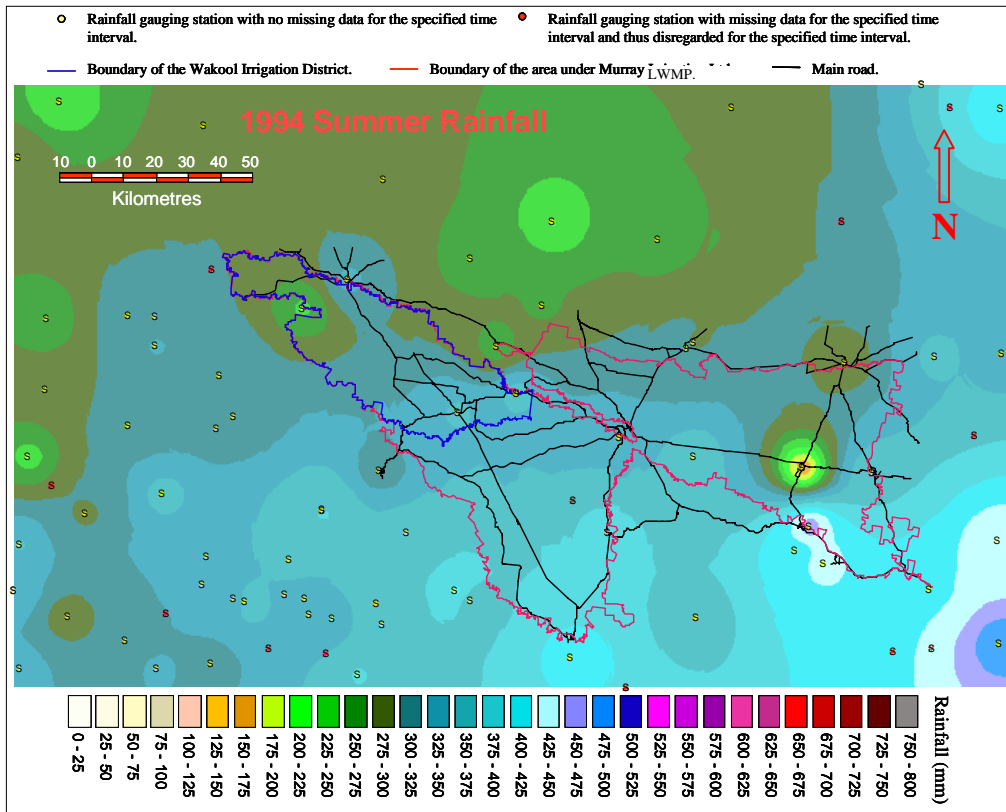 Rainfall gauging station with no missing data for the specified time
interval.
Rainfall gauging station with missing data for the specified time
interval and thus disregarded for the specified time interval.
Boundary of the Wakool Irrigation District.
Boundary of the area under Murray
LWMP.
Main road.
1994 Summer Rainfall
10 0 10 20 30 40 50
Kilometres
N
0 - 25
25 - 50
50 - 75
75 - 100
100 - 125
125 - 150
150 - 175
175 - 200
200 - 225
225 - 250
250 - 275
275 - 300
300 - 325
325 - 350
350 - 375
375 - 400
400 - 425
425 - 450
450 - 475
475 - 500
500 - 525
525 - 550
550 - 575
575 - 600
600 - 625
625 - 650
650 - 675
675 - 700
700 - 725
725 - 750
750 - 800
Rainfall (mm)